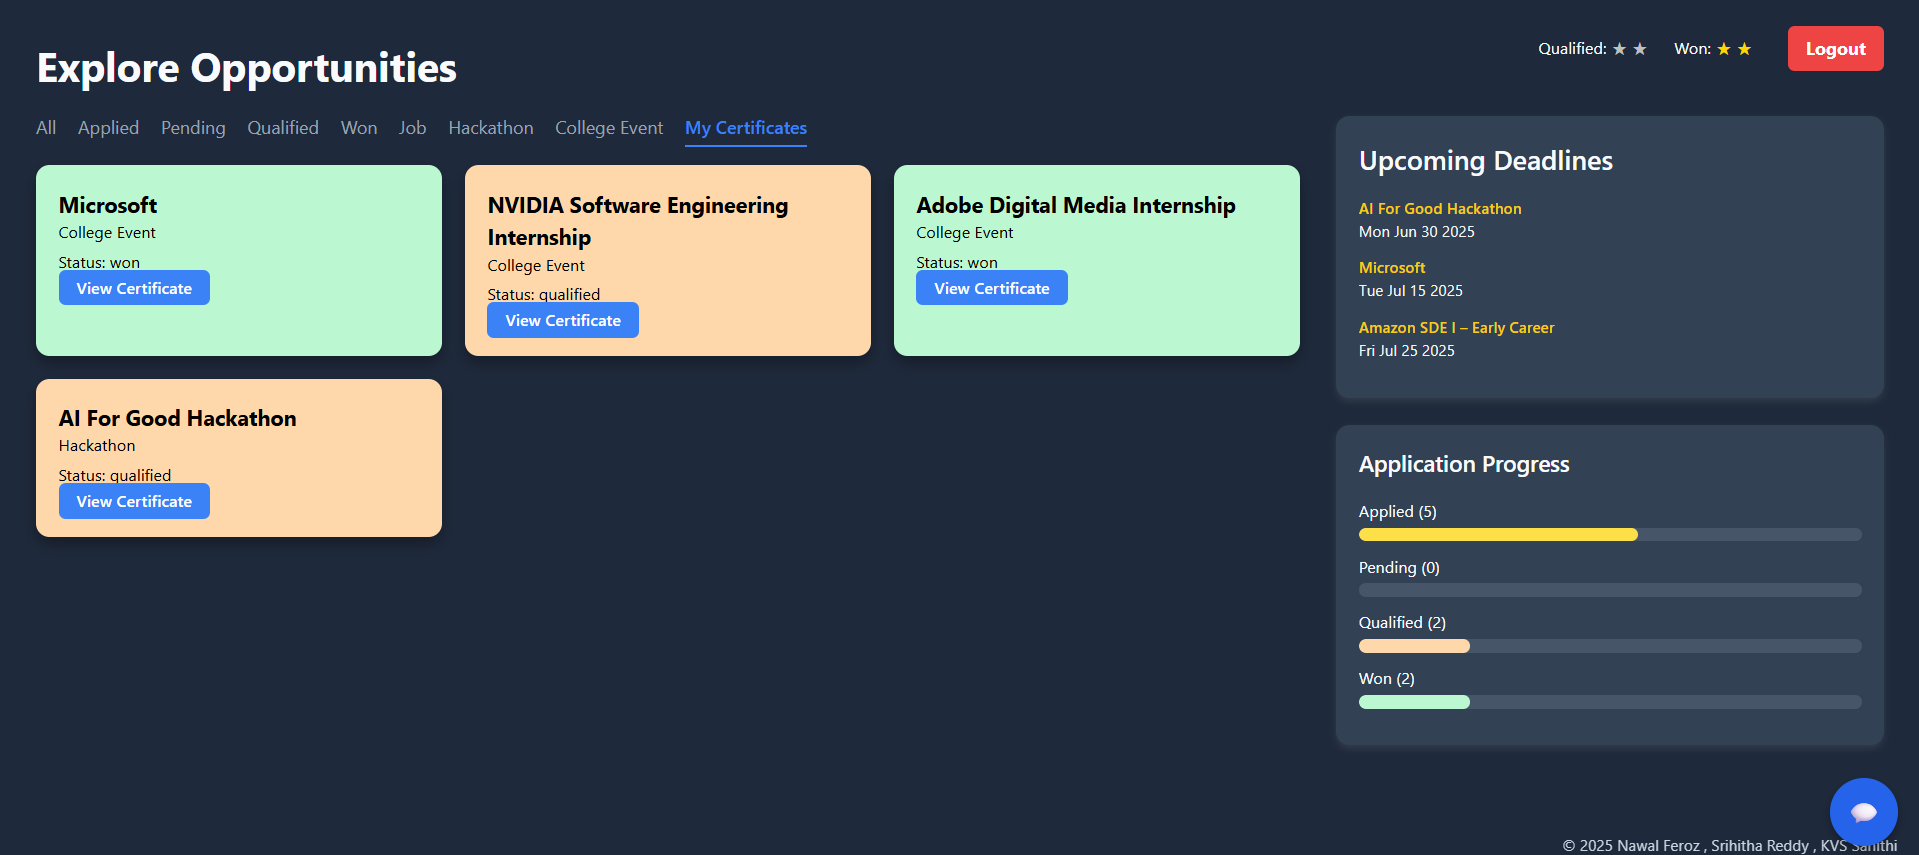 Explore Opportunities
Qualified: ★ ★ Won: ★ ★ Logout
All Applied Pending Qualified Won Job Hackathon College Event My Certificates
Microsoft
College Event
Status: won
View Certificate
NVIDIA Software Engineering
Internship
College Event
Status: qualified
View Certificate
Adobe Digital Media Internship
College Event
Status: won
View Certificate
AI For Good Hackathon
Hackathon
Status: qualified
View Certificate
Upcoming Deadlines
AI For Good Hackathon
Mon Jun 30 2025
Microsoft
Tue Jul 15 2025
Amazon SDE I – Early Career
Fri Jul 25 2025
Application Progress
Applied (5)
Pending (0)
Qualified (2)
Won (2)
© 2025 Nawal Feroz , Srihitha Reddy , KVS